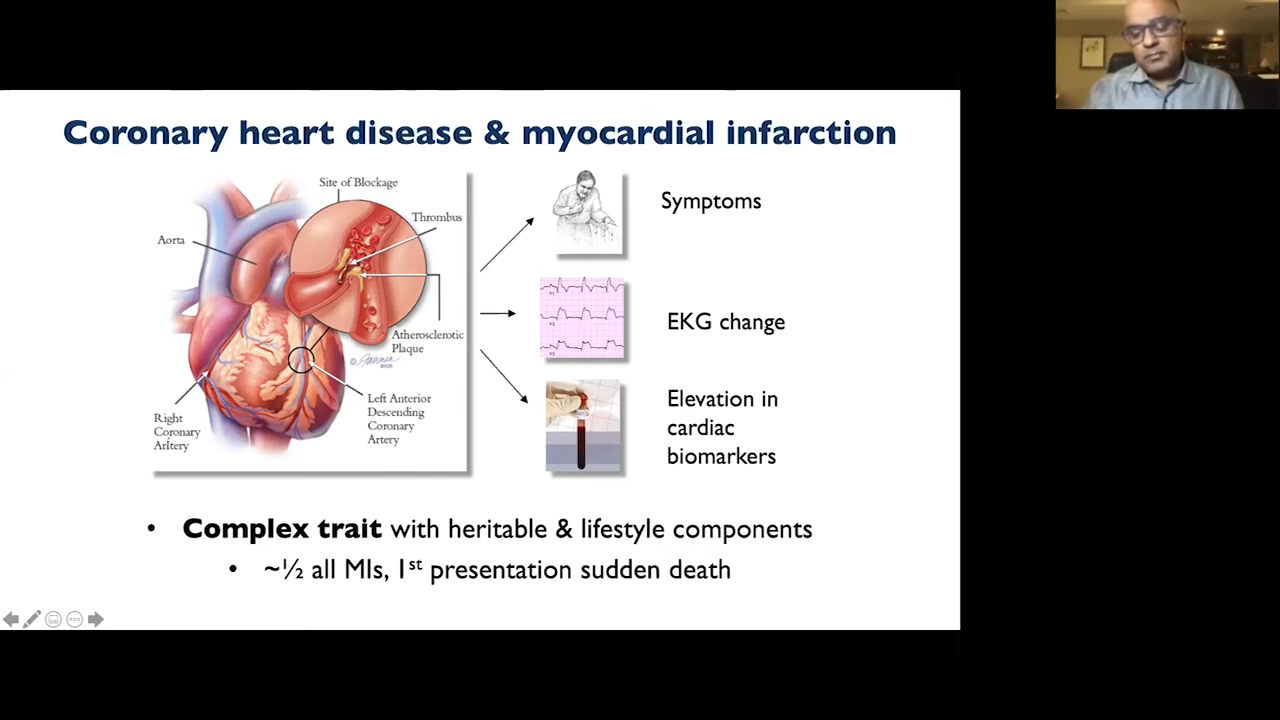 Coronary heart disease & myocardial infarction
Site of Blockage
Thrombus
Aorta
Atherosclerotic
Plaque
Left Anterior
Descending
Coronary
Artery
Right
Coronary
Artery
Symptoms
EKG change
Elevation in
cardiac
biomarkers
• Complex trait with heritable & lifestyle components
• ~½ all MIs, 1st presentation sudden death